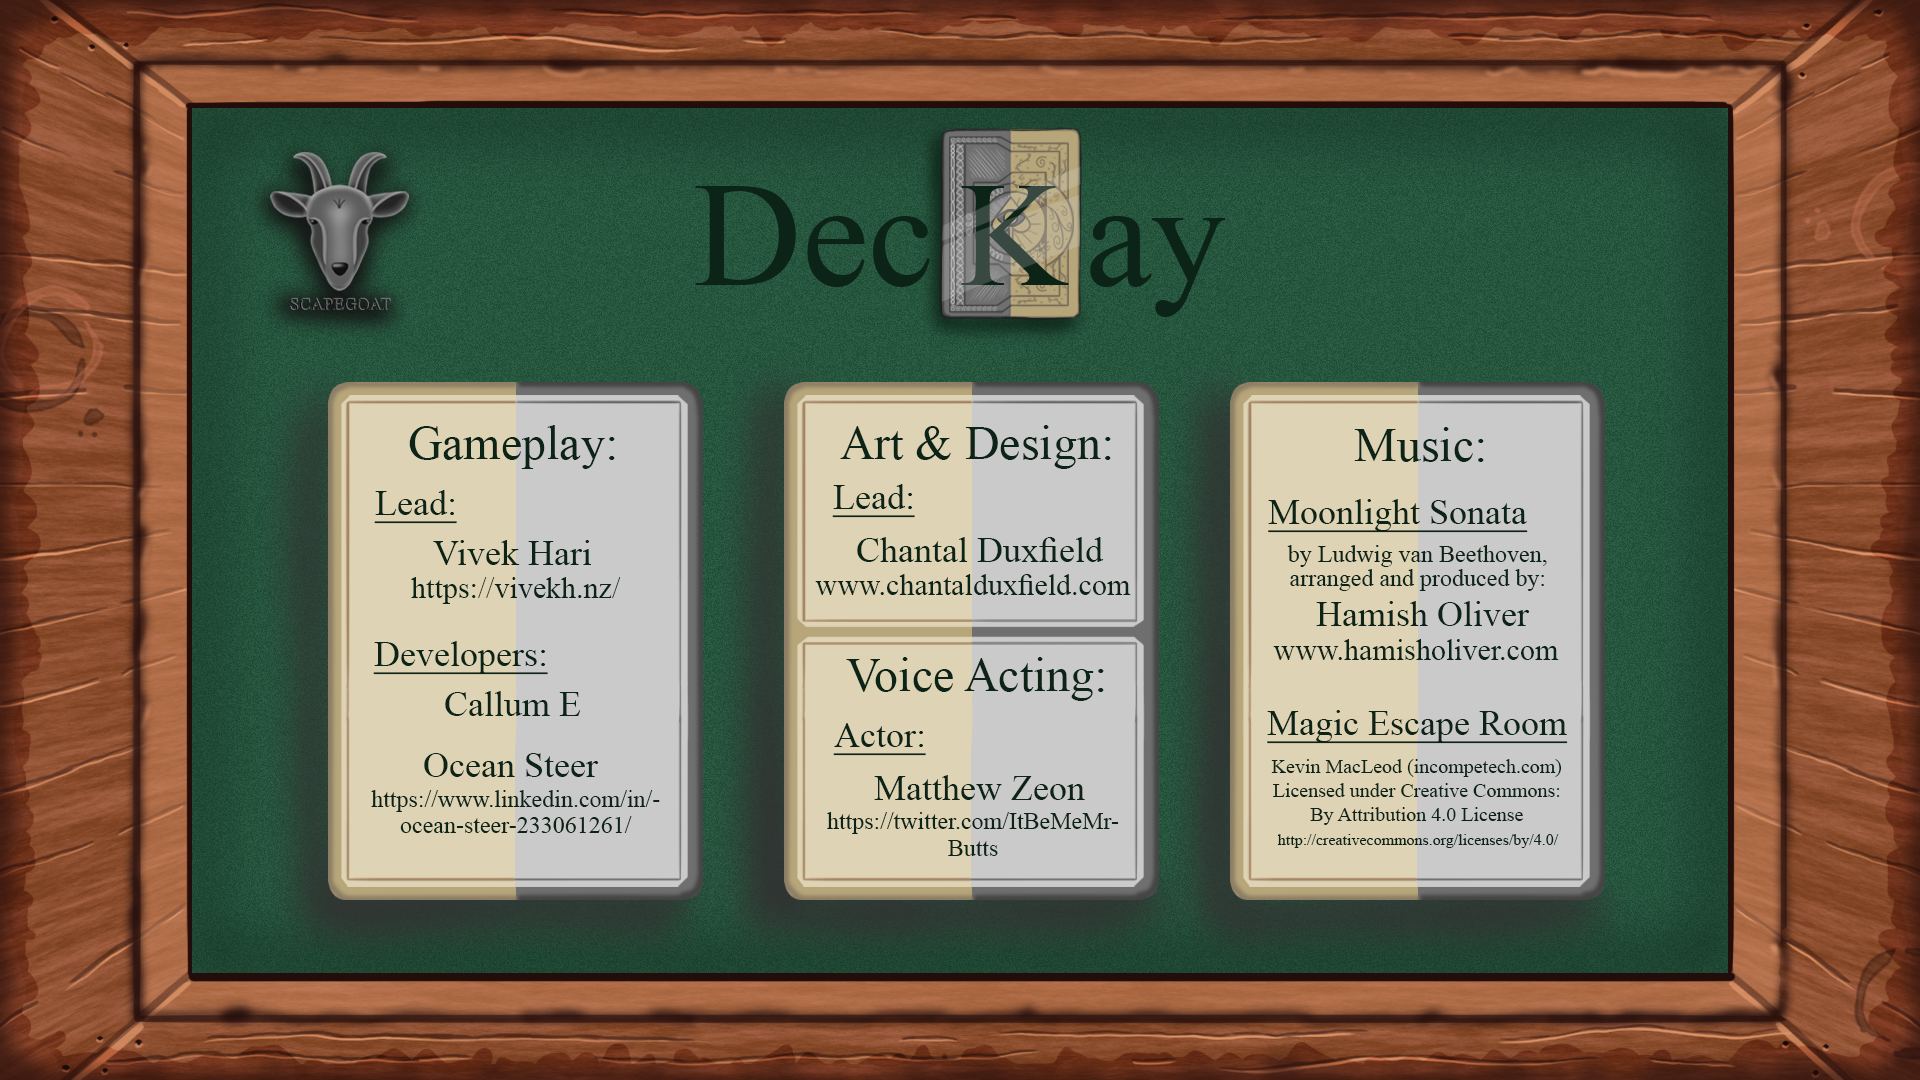 SCAPEGOAT
DecKay
Gameplay:
Lead:
Vivek Hari
https://vivekh.nz/
Developers:
Callum E
Ocean Steer
https://www.linkedin.com/in/-
ocean-steer-233061261/
Art & Design:
Lead:
Chantal Duxfield
www.chantalduxfield.com
Voice Acting:
Actor:
Matthew Zeon
https://twitter.com/ItBeMeMr-
Butts
Music:
Moonlight Sonata
by Ludwig van Beethoven,
arranged and produced by:
Hamish Oliver
www.hamisholiver.com
Magic Escape Room
Kevin MacLeod (incompetech.com)
Licensed under Creative Commons:
By Attribution 4.0 License
http://creativecommons.org/licenses/by/4.0/